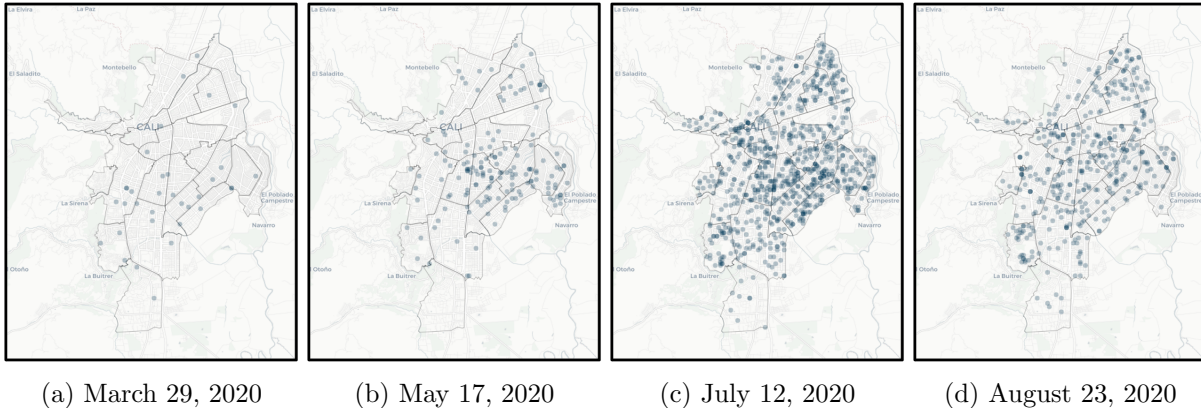 La Elvira
La Paz
El Saladito
Montebello
CALI
El Poblado
Campestre
La Sirena
Navarro
Otoño
La Buitrer
La Elvira
La Paz
El Saladito
Montebello
CALI
El Poblado
Campestre
La Sirena
Navarro
l Otoño
La Buitrer
La Elvira
La Paz
El Saladito
Montebello
El Poblado
Campestre
La Sirena
Navarro
l Otoño
La Buitrer
La Elvira
La Paz
El Saladito
Montebello
CALI
El Poblado
Campestre
La Sirena
Navarro
l Otoño
La Buitrer
(a) March 29, 2020
(b) May 17, 2020
(c) July 12, 2020
(d) August 23, 2020